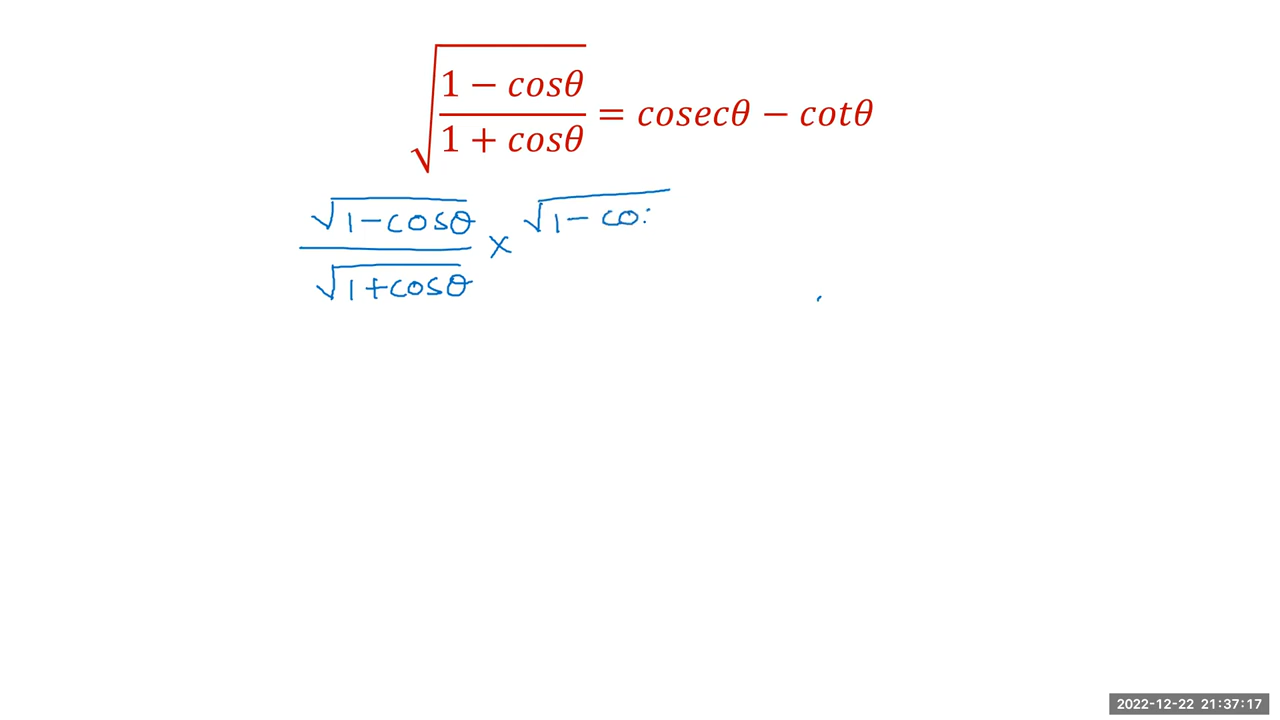 √(1 − cosθ / 1 + cosθ) = cosecθ − cotθ
√1−cosθ / √1+cosθ × √1−co
2022-12-22 21:37:17